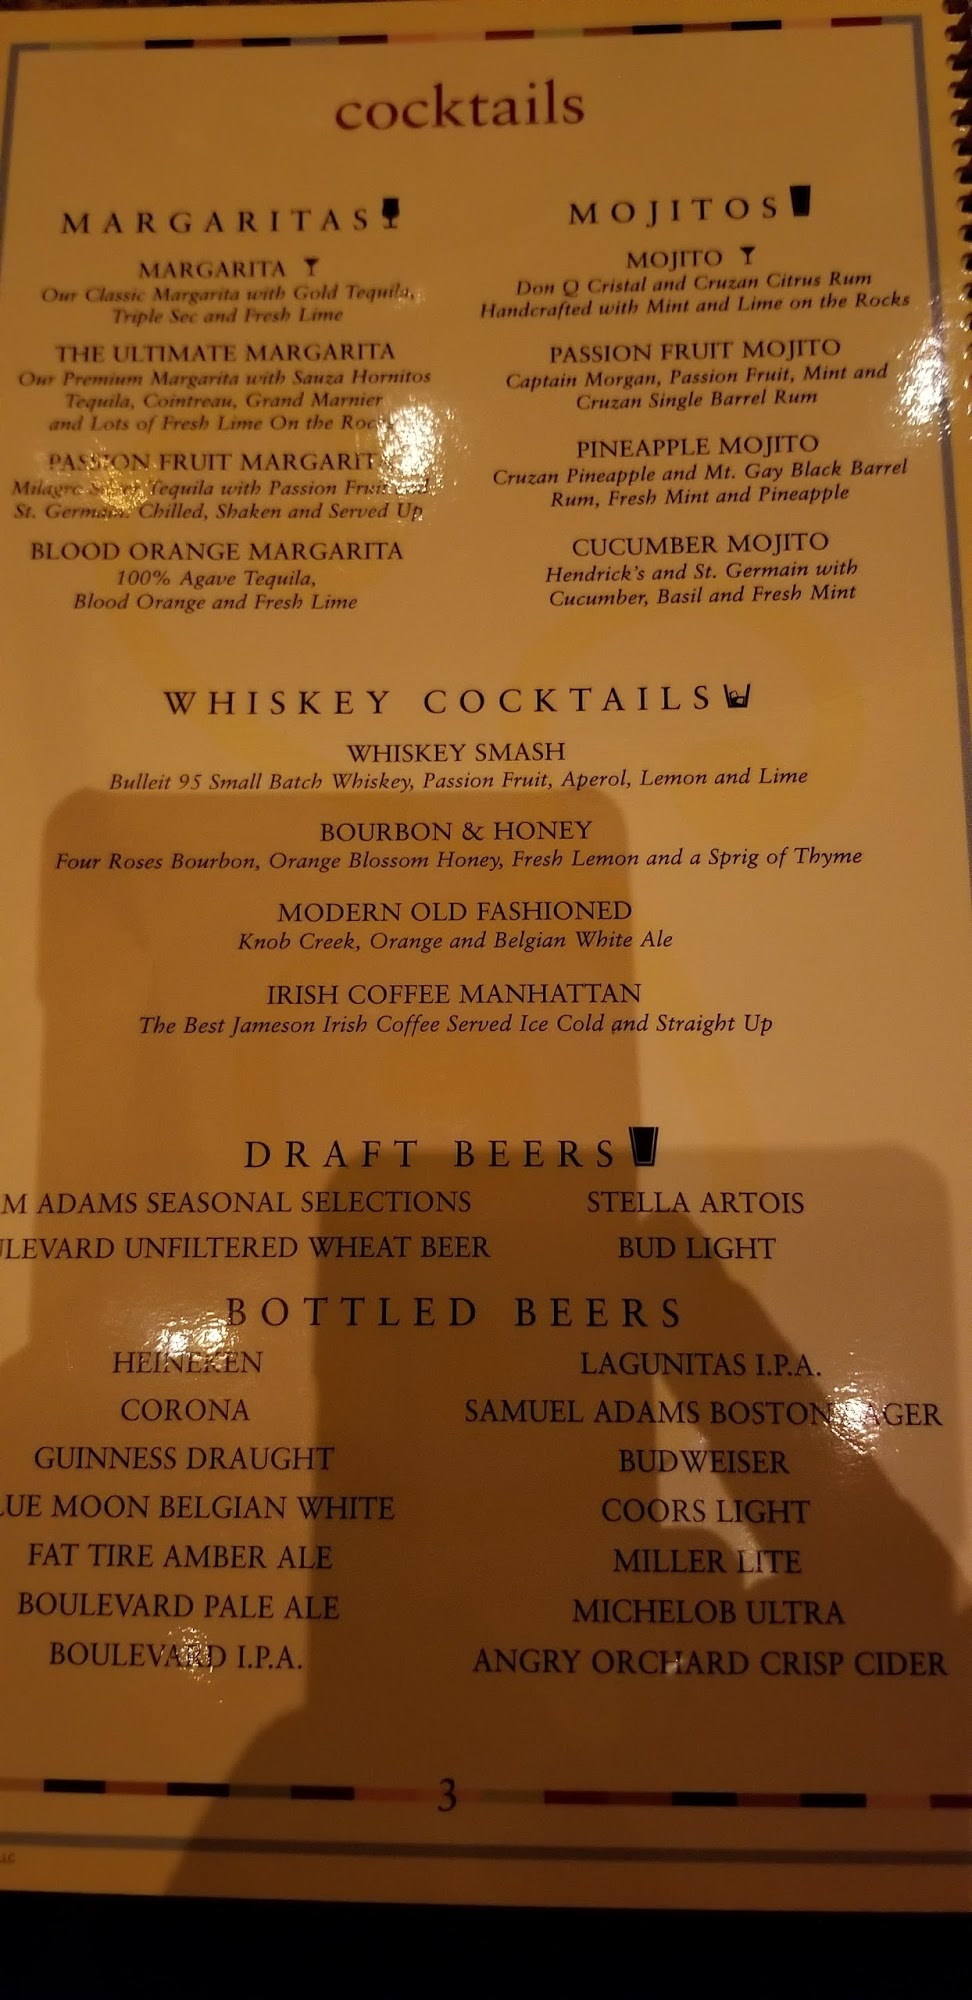 cocktails
MARGARITAS
MARGARITA
Our Classic Margarita with Gold Tequila,
Triple Sec and Fresh Lime
THE ULTIMATE MARGARITA
Our Premium Margarita with Sauza Hornitos
Tequila, Cointreau, Grand Marnier
and Lots of Fresh Lime On the
PASSION FRUIT MARGARITA
Milagro Tequila with Passion
St. Germain. Chilled, Shaken and Served Up
BLOOD ORANGE MARGARITA
100% Agave Tequila,
Blood Orange and Fresh Lime
MOJITOS
MOJITO
Don Q Cristal and Cruzan Citrus Rum
Handcrafted with Mint and Lime on the Rocks
PASSION FRUIT MOJITO
Captain Morgan, Passion Fruit, Mint and
Cruzan Single Barrel Rum
PINEAPPLE MOJITO
Cruzan Pineapple and Mt. Gay Black Barrel
Rum, Fresh Mint and Pineapple
CUCUMBER MOJITO
Hendrick's and St. Germain with
Cucumber, Basil and Fresh Mint
WHISKEY COCKTAILS
WHISKEY SMASH
Bulleit 95 Small Batch Whiskey, Passion Fruit, Aperol, Lemon and Lime
BOURBON & HONEY
Four Roses Bourbon, Orange Blossom Honey, Fresh Lemon and a Sprig of Thyme
MODERN OLD FASHIONED
Knob Creek, Orange and Belgian White Ale
IRISH COFFEE MANHATTAN
The Best Jameson Irish Coffee Served Ice Cold and Straight Up
DRAFT BEERS
M ADAMS SEASONAL SELECTIONS
STELLA ARTOIS
LEVARD UNFILTERED WHEAT BEER
BUD LIGHT
BOTTLED BEERS
HEINEKEN
LAGUNITAS I.P.A.
CORONA
SAMUEL ADAMS BOSTON LAGER
GUINNESS DRAUGHT
BUDWEISER
LUE MOON BELGIAN WHITE
COORS LIGHT
FAT TIRE AMBER ALE
MILLER LITE
BOULEVARD PALE ALE
MICHELOB ULTRA
BOULEVARD I.P.A.
ANGRY ORCHARD CRISP CIDER
3